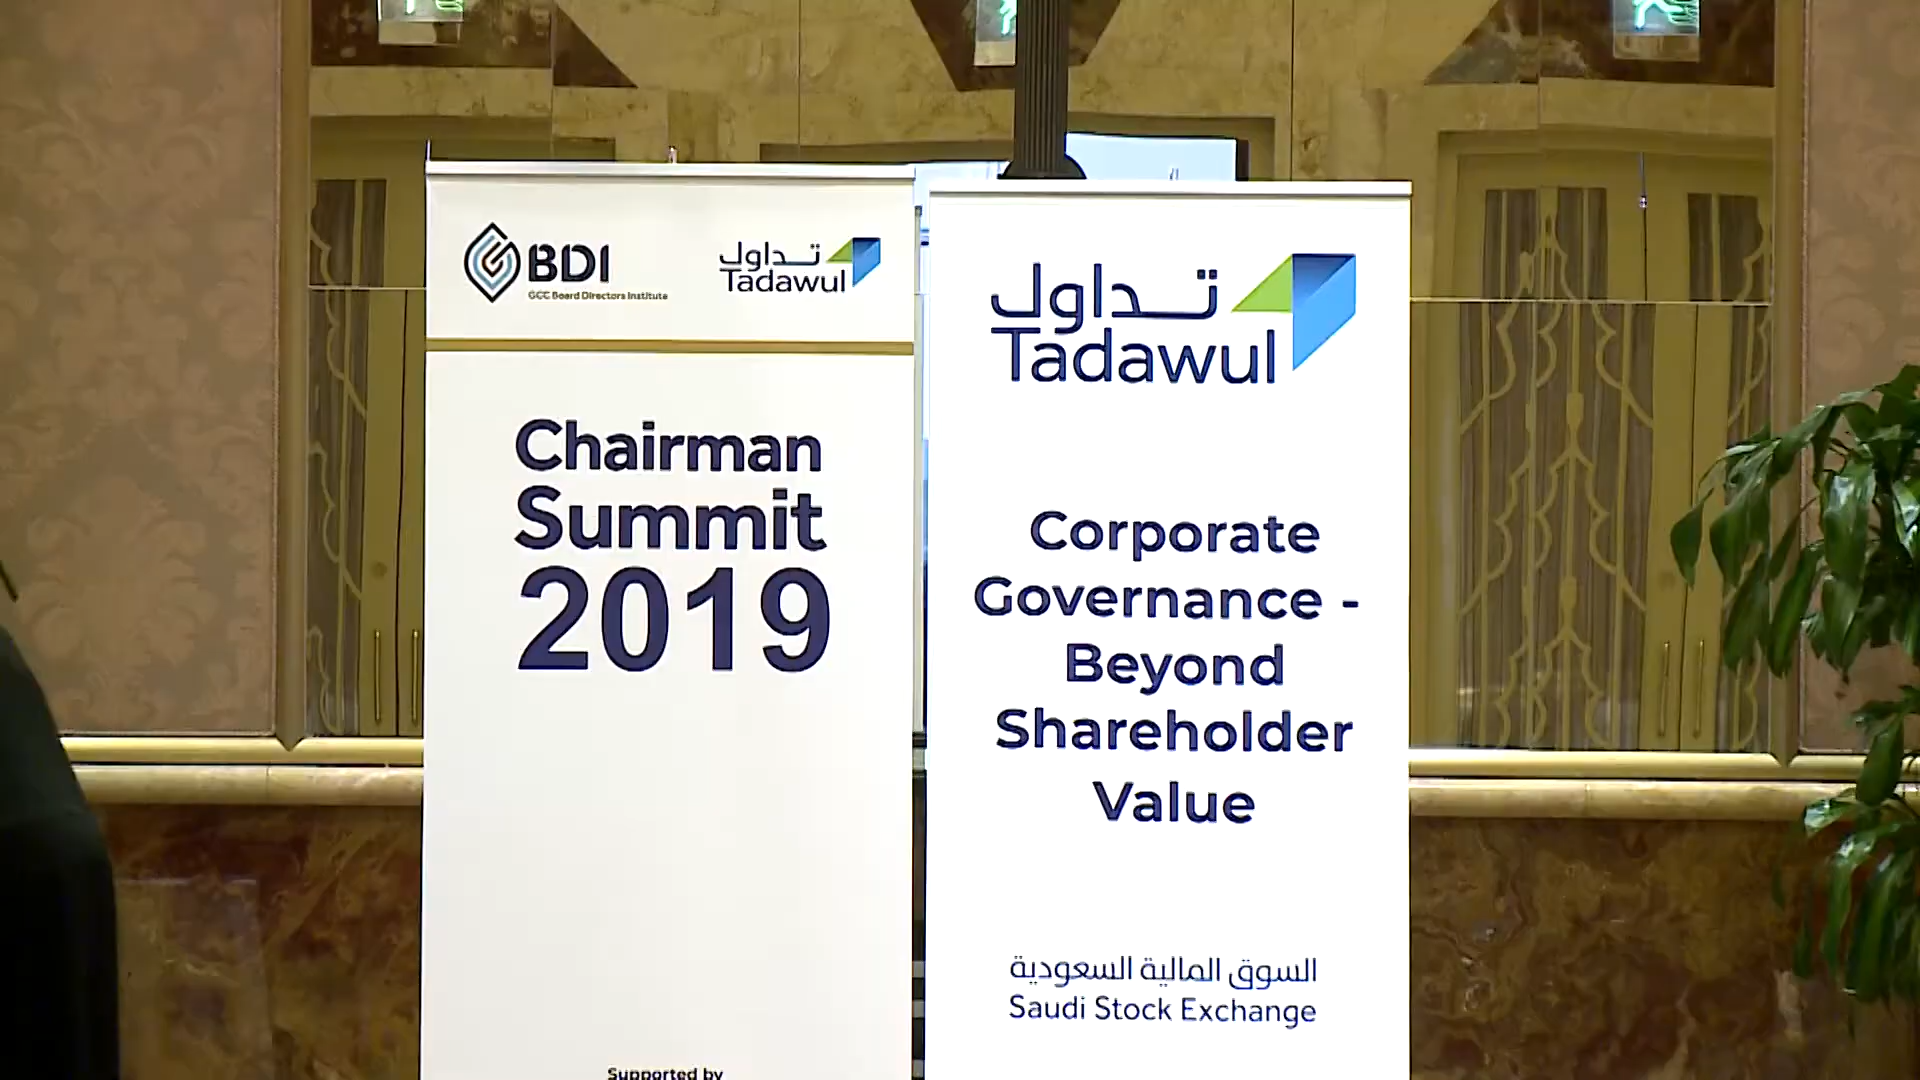 BDI
GCC Board Directors Institute
تداول
Tadawul
Chairman
Summit
2019
Supported by
تداول
Tadawul
Corporate
Governance -
Beyond
Shareholder
Value
السوق المالية السعودية
Saudi Stock Exchange